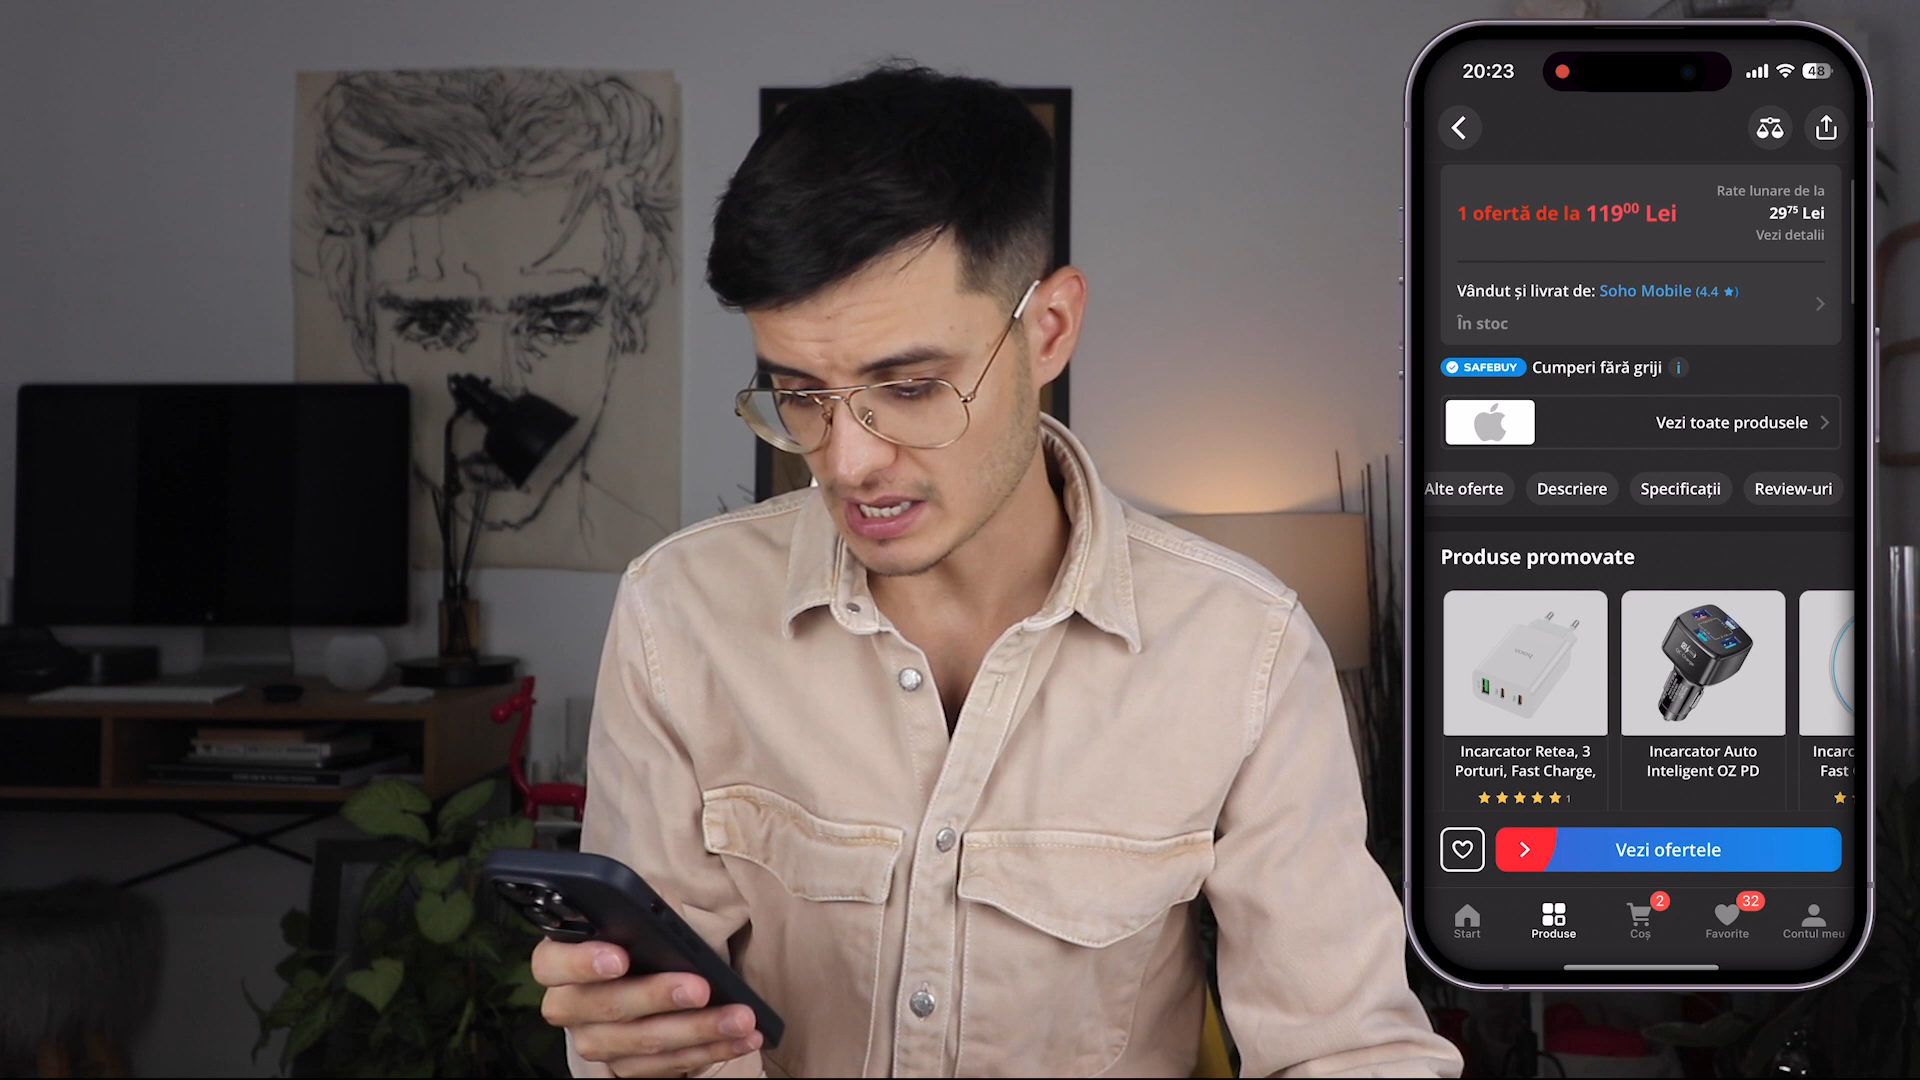 20:23
48
Rate lunare de la
1 ofertă de la 119⁰⁰ Lei
29⁷⁵ Lei
Vezi detalii
Vândut și livrat de: Soho Mobile (4.4 ★)
În stoc
SAFEBUY Cumperi fără griji i
Vezi toate produsele
Alte oferte Descriere Specificații Review-uri
Produse promovate
Incarcator Retea, 3
Porturi, Fast Charge,
1
Incarcator Auto
Inteligent OZ PD
Incarc
Fast
Vezi ofertele
2
32
Start Produse Coș Favorite Contul meu